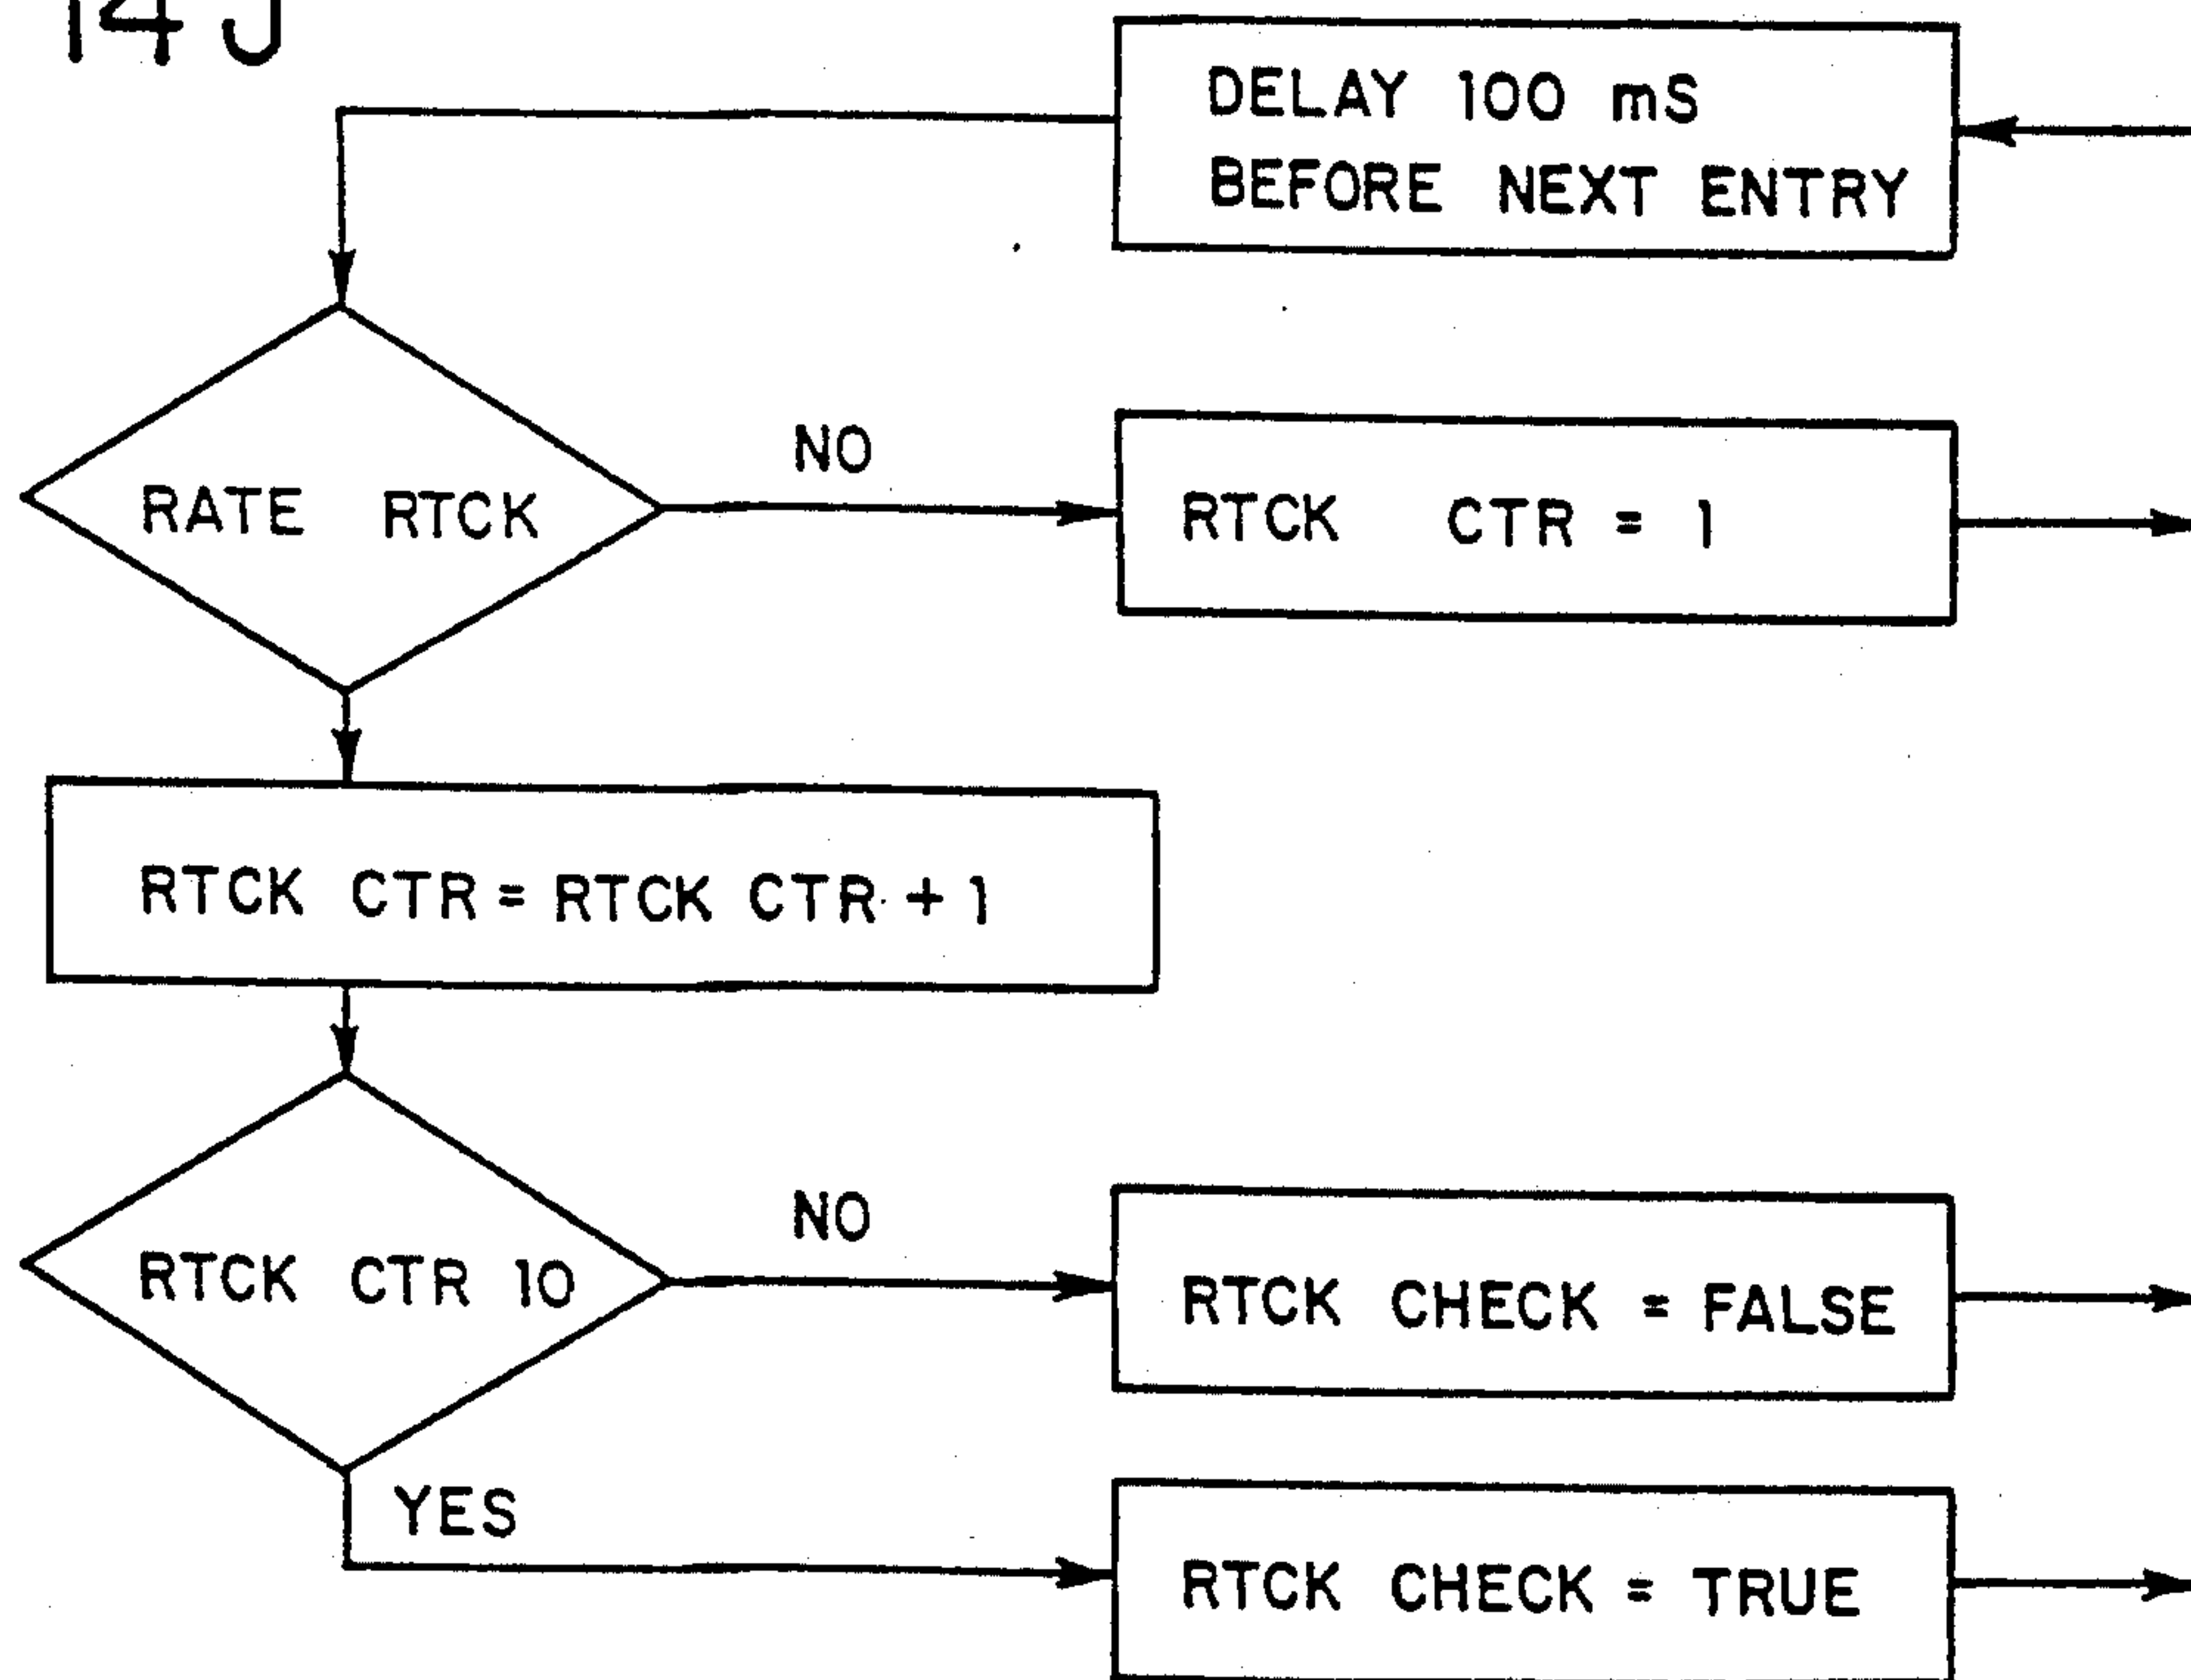 14J
DELAY 100 mS
BEFORE NEXT ENTRY
NO
RATE RTCK
RTCK CTR = 1
RTCK CTR = RTCK CTR + 1
NO
RTCK CTR 10
RTCK CHECK = FALSE
YES
RTCK CHECK = TRUE